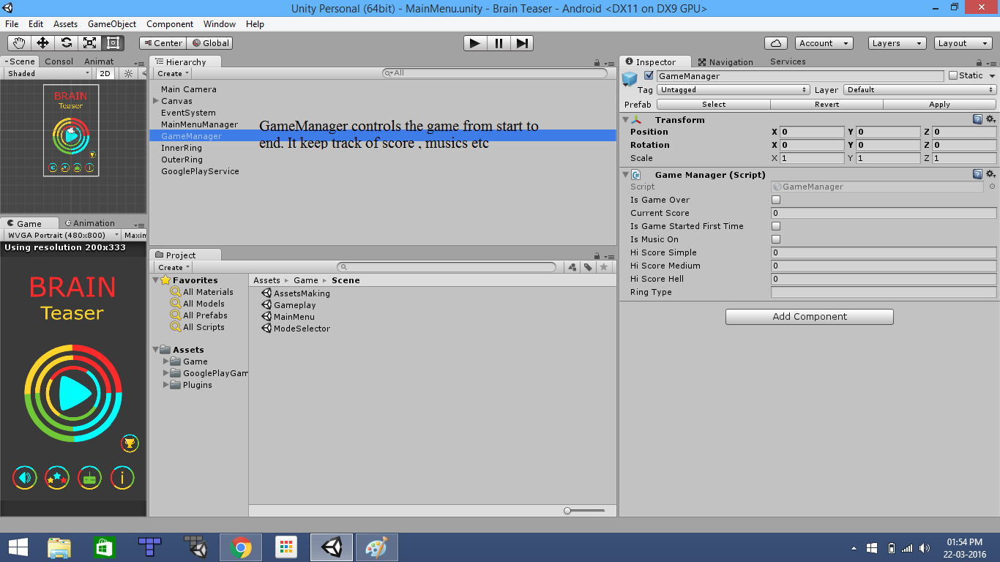 Unity Personal (64bit) - MainMenu.unity - Brain Teaser - Android <DX11 on DX9 GPU>
File Edit Assets GameObject Component Window Help
Center Global Account Layers Layout
Scene Consol Animat
Shaded 2D
BRAIN
Teaser
Game Animation
WVGA Portrait (480x800) Maxin
Using resolution 200x333
BRAIN
Teaser
i
Hierarchy
Create All
Main Camera
Canvas
EventSystem
MainMenuManager
GameManager
InnerRing
OuterRing
GooglePlayService
GameManager controls the game from start to
end. It keep track of score , musics etc
Project
Create
Favorites
All Materials
All Models
All Prefabs
All Scripts
Assets
Game
GooglePlayGam
Plugins
Assets Game Scene
AssetsMaking
Gameplay
MainMenu
ModeSelector
Inspector Navigation Services
GameManager Static
Tag Untagged Layer Default
Prefab Select Revert Apply
Transform
Position X 0 Y 0 Z 0
Rotation X 0 Y 0 Z 0
Scale X 1 Y 1 Z 1
Game Manager (Script)
Script GameManager
Is Game Over
Current Score 0
Is Game Started First Time
Is Music On
Hi Score Simple 0
Hi Score Medium 0
Hi Score Hell 0
Ring Type
Add Component
01:54 PM
22-03-2016